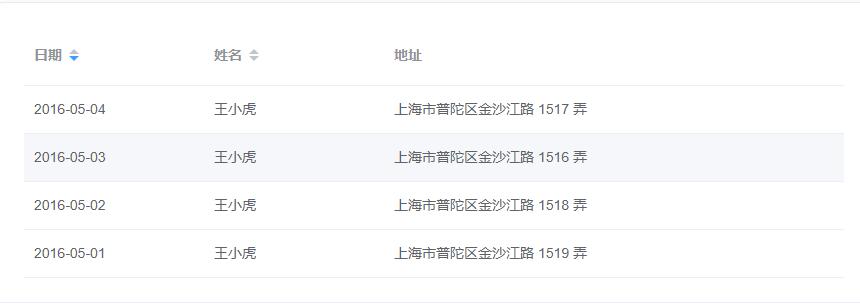 日期 姓名 地址
2016-05-04 王小虎 上海市普陀区金沙江路 1517 弄
2016-05-03 王小虎 上海市普陀区金沙江路 1516 弄
2016-05-02 王小虎 上海市普陀区金沙江路 1518 弄
2016-05-01 王小虎 上海市普陀区金沙江路 1519 弄